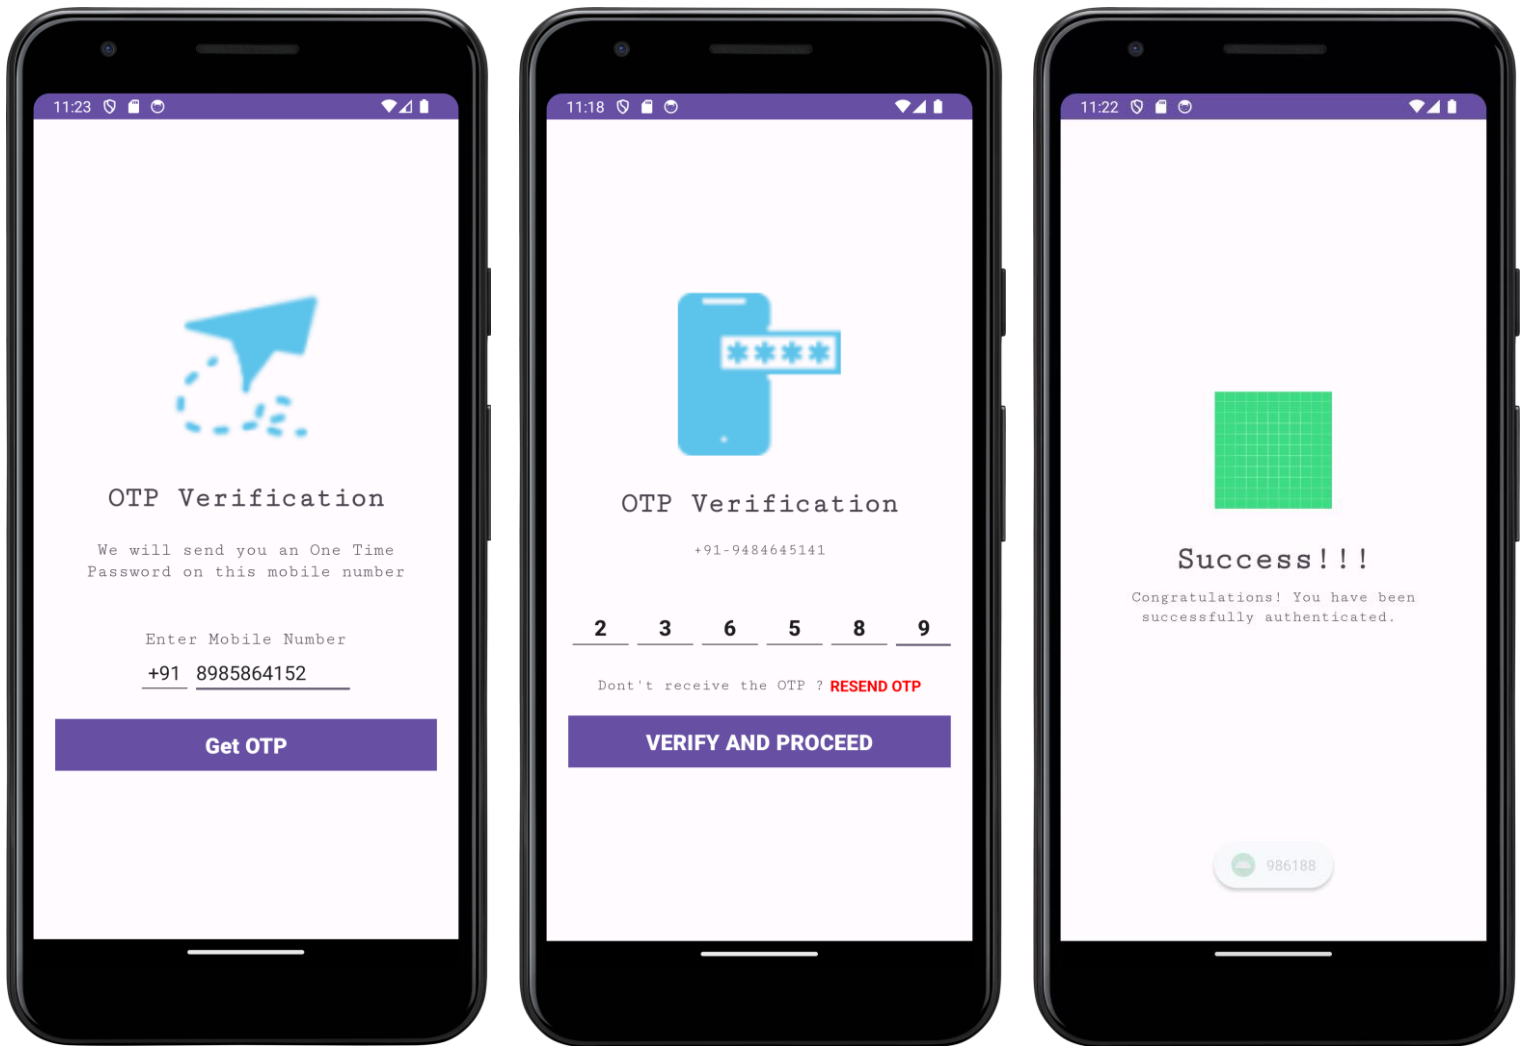 11:23
OTP Verification
We will send you an One Time
Password on this mobile number
Enter Mobile Number
+91 8985864152
Get OTP
11:18
****
OTP Verification
+91-9484645141
2 3 6 5 8 9
Dont't receive the OTP ? RESEND OTP
VERIFY AND PROCEED
11:22
Success!!!
Congratulations! You have been
successfully authenticated.
986188